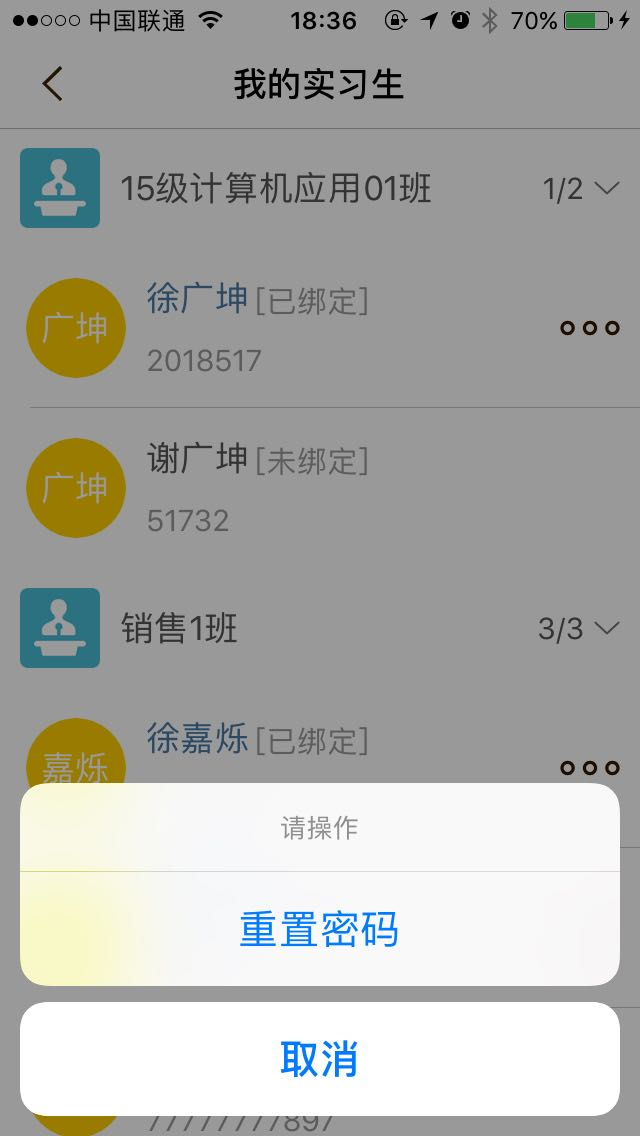 中国联通 18:36 70%
我的实习生
15级计算机应用01班 1/2
广坤 徐广坤 [已绑定]
2018517
广坤 谢广坤 [未绑定]
51732
销售1班 3/3
嘉烁 徐嘉烁 [已绑定]
请操作
重置密码
取消